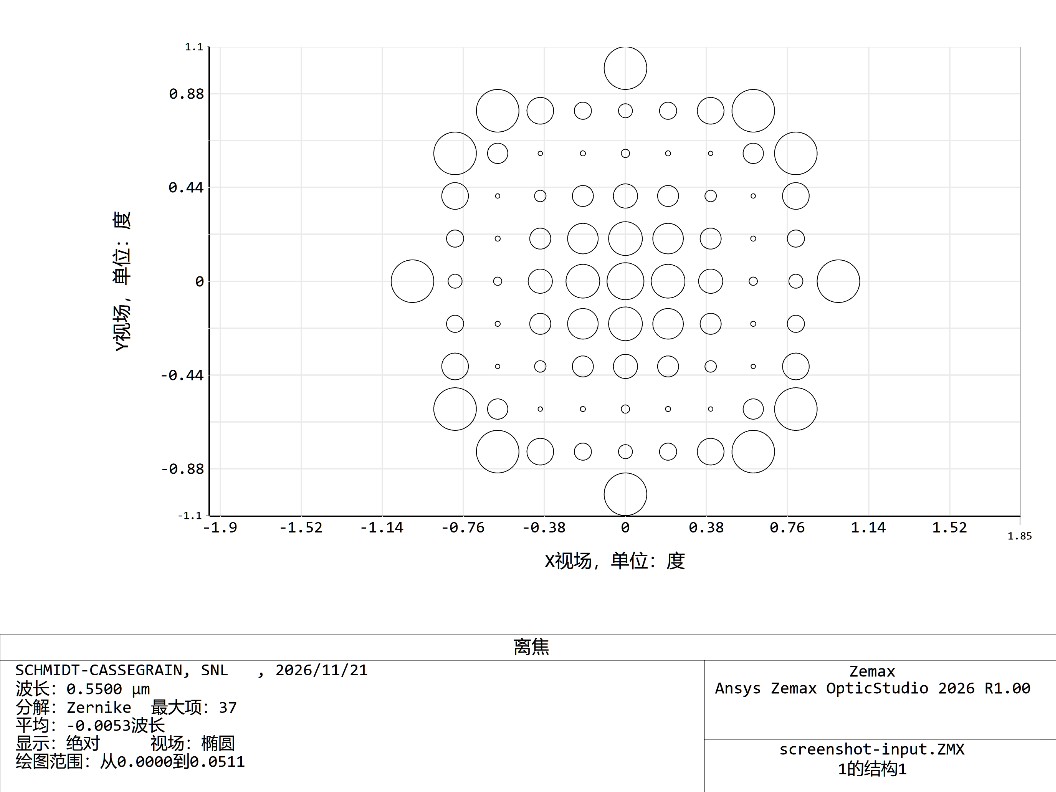 1.1
0.88
0.44
0
-0.44
-0.88
-1.1
Y视场，单位：度
-1.9 -1.52 -1.14 -0.76 -0.38 0 0.38 0.76 1.14 1.52 1.85
X视场，单位：度
离焦
SCHMIDT-CASSEGRAIN, SNL , 2026/11/21
波长：0.5500 µm
分解：Zernike 最大项：37
平均：-0.0053波长
显示：绝对 视场：椭圆
绘图范围：从0.0000到0.0511
Zemax
Ansys Zemax OpticStudio 2026 R1.00
screenshot-input.ZMX
1的结构1